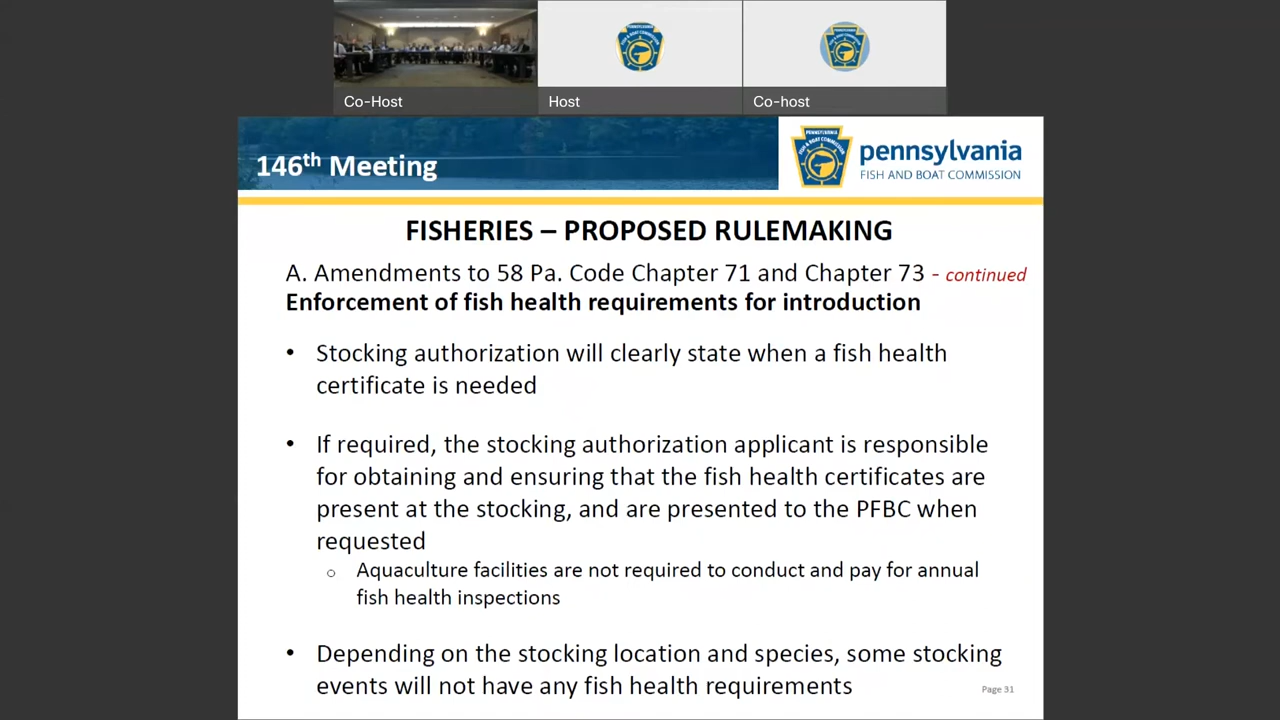 Co-Host
Host
Co-host
146th Meeting
PENNSYLVANIA
FISH & BOAT COMMISSION
pennsylvania
FISH AND BOAT COMMISSION
FISHERIES – PROPOSED RULEMAKING
A. Amendments to 58 Pa. Code Chapter 71 and Chapter 73 - continued
Enforcement of fish health requirements for introduction
• Stocking authorization will clearly state when a fish health
certificate is needed
• If required, the stocking authorization applicant is responsible
for obtaining and ensuring that the fish health certificates are
present at the stocking, and are presented to the PFBC when
requested
o Aquaculture facilities are not required to conduct and pay for annual
fish health inspections
• Depending on the stocking location and species, some stocking
events will not have any fish health requirements
Page 31